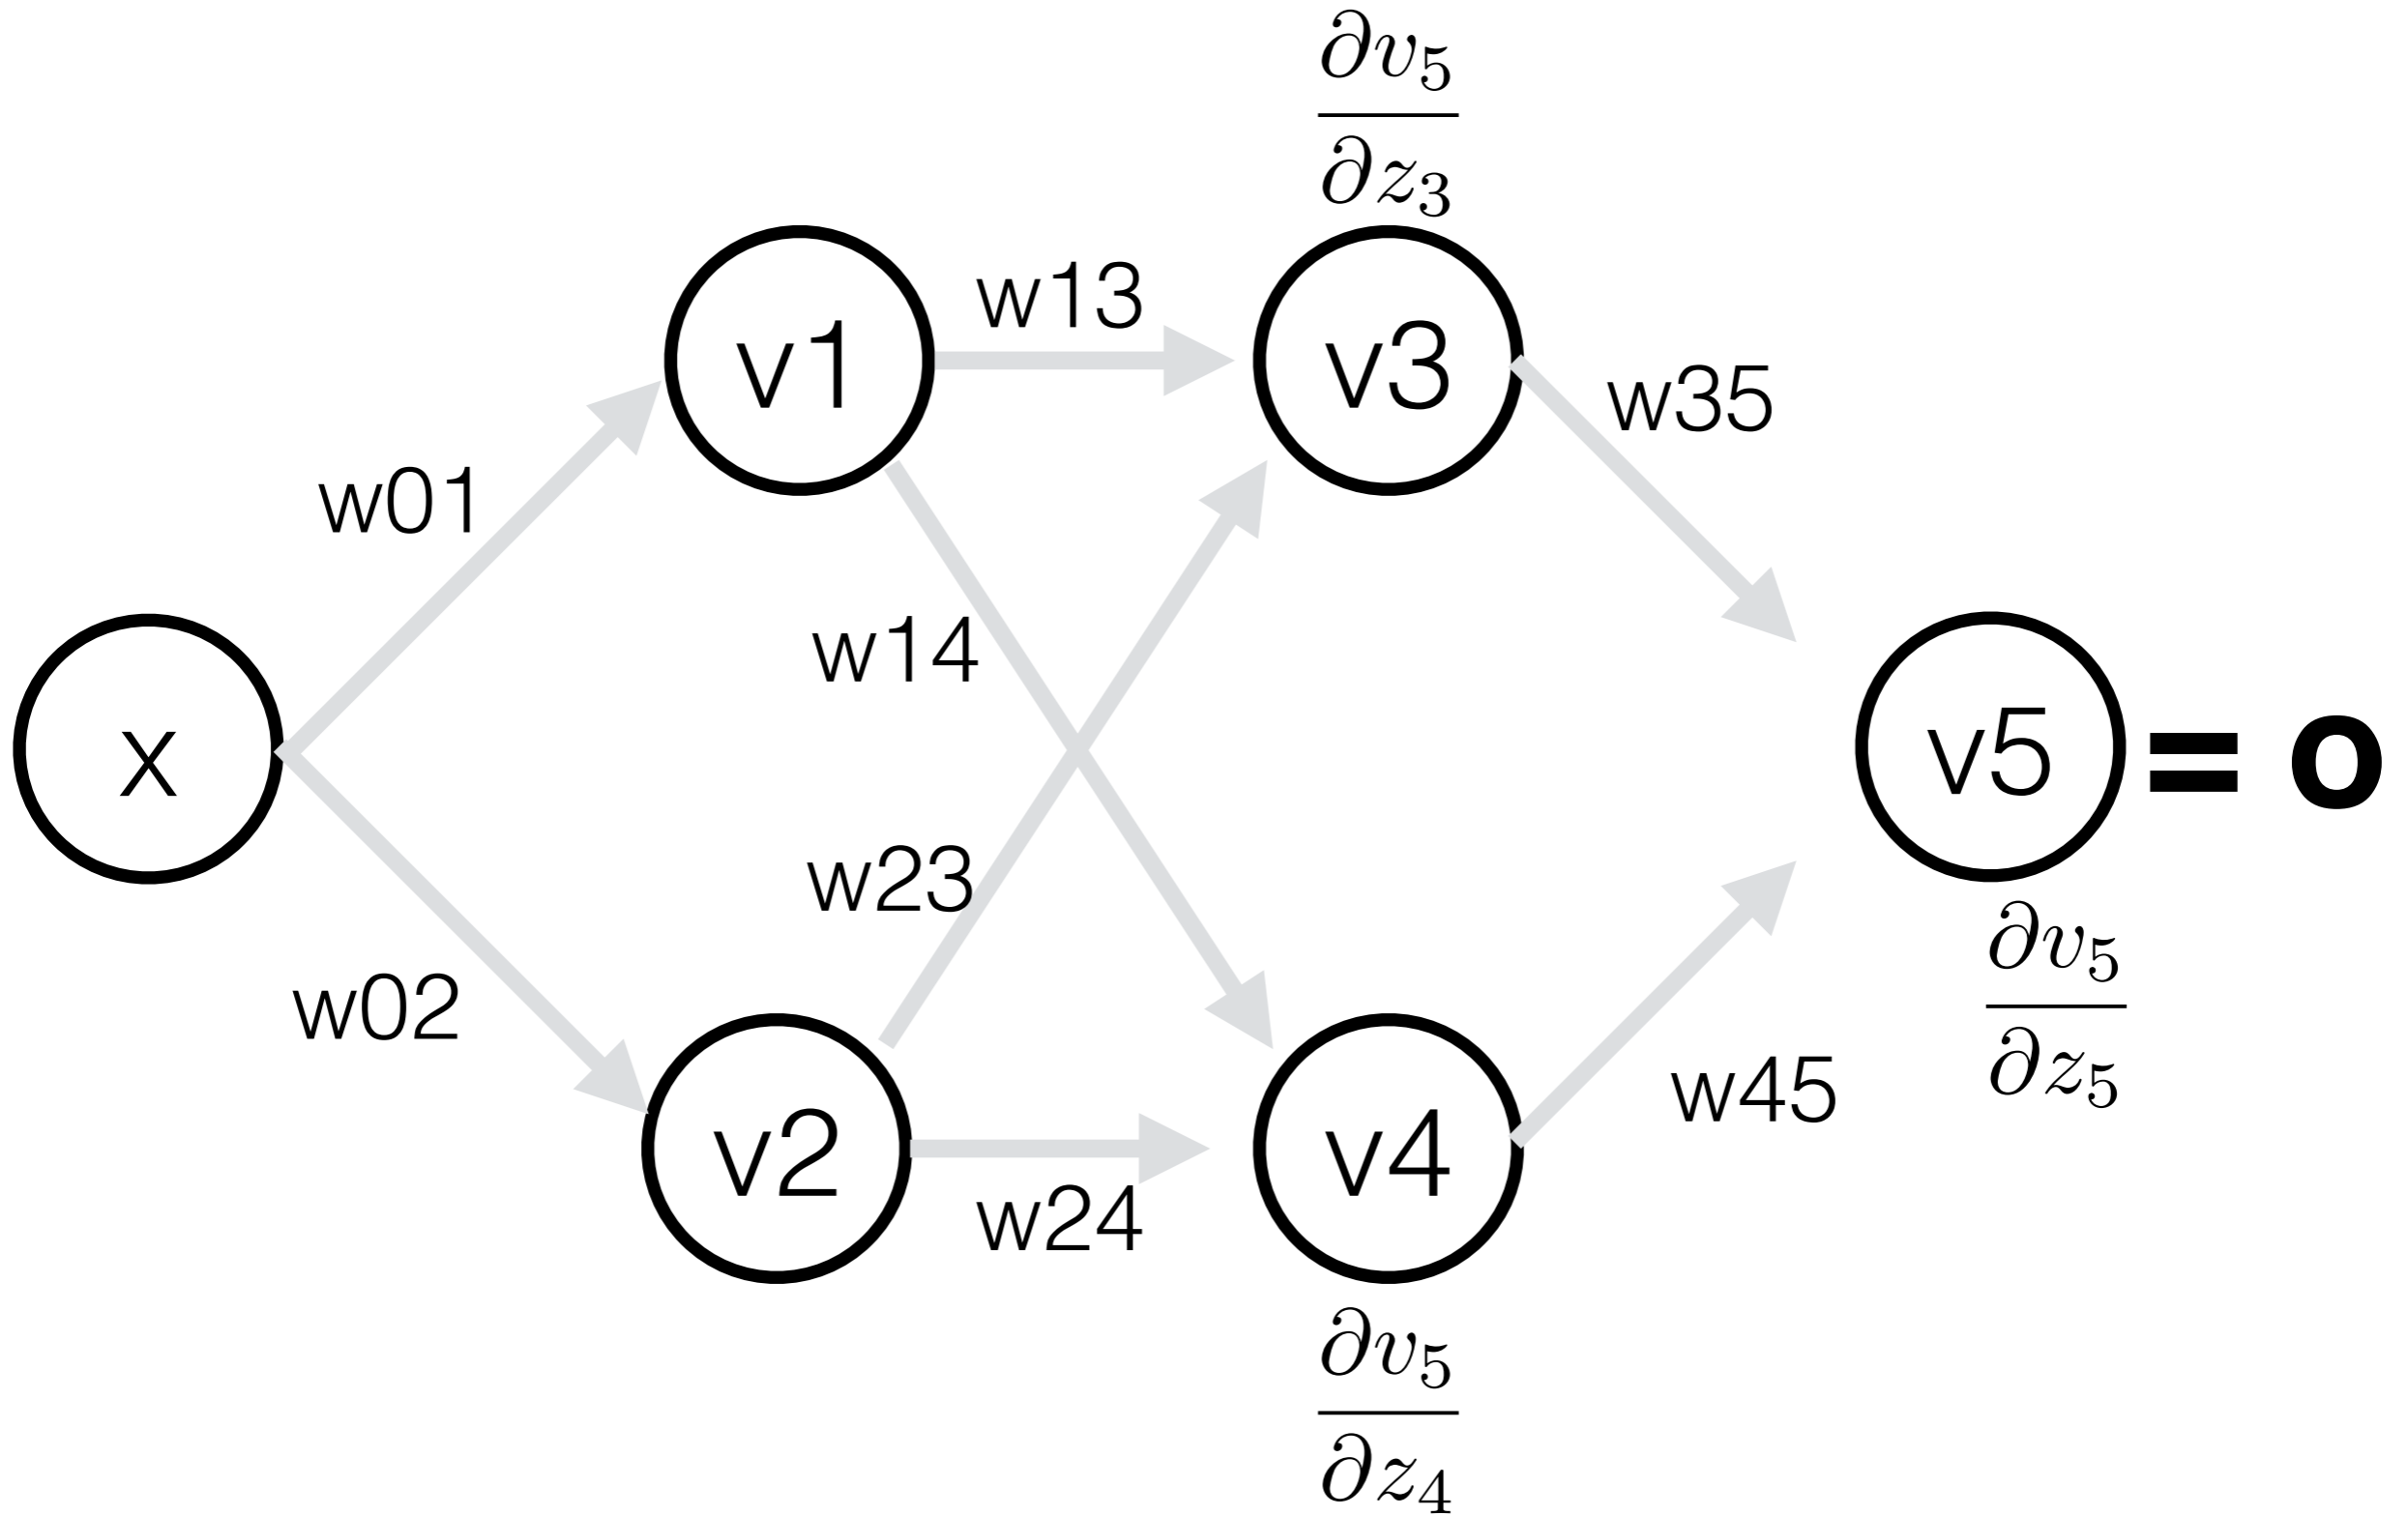 ∂v₅
∂z₃
v1
w13
v3
w35
w01
w14
x
v5 = o
w23
w02
∂v₅
∂z₅
w45
v2
v4
w24
∂v₅
∂z₄